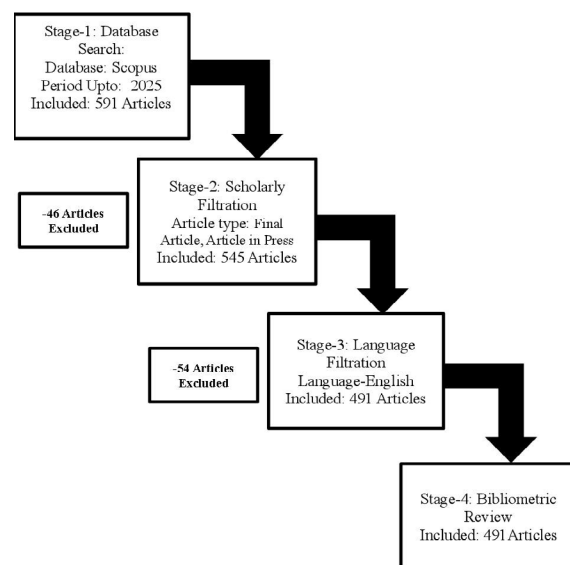 Stage-1: Database
Search:
Database: Scopus
Period Upto: 2025
Included: 591 Articles
Stage-2: Scholarly
Filtration
Article type: Final
Article, Article in Press
Included: 545 Articles
-46 Articles
Excluded
Stage-3: Language
Filtration
Language-English
Included: 491 Articles
-54 Articles
Excluded
Stage-4: Bibliometric
Review
Included: 491 Articles